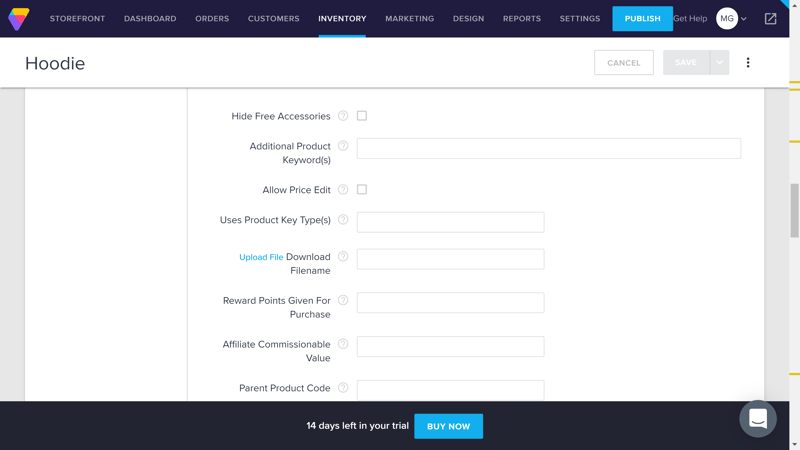 STOREFRONT DASHBOARD ORDERS CUSTOMERS INVENTORY MARKETING DESIGN REPORTS SETTINGS PUBLISH Get Help MG
Hoodie CANCEL SAVE
Hide Free Accessories ?
Additional Product ?
Keyword(s)
Allow Price Edit ?
Uses Product Key Type(s) ?
Upload File Download ?
Filename
Reward Points Given For ?
Purchase
Affiliate Commissionable ?
Value
Parent Product Code ?
14 days left in your trial BUY NOW